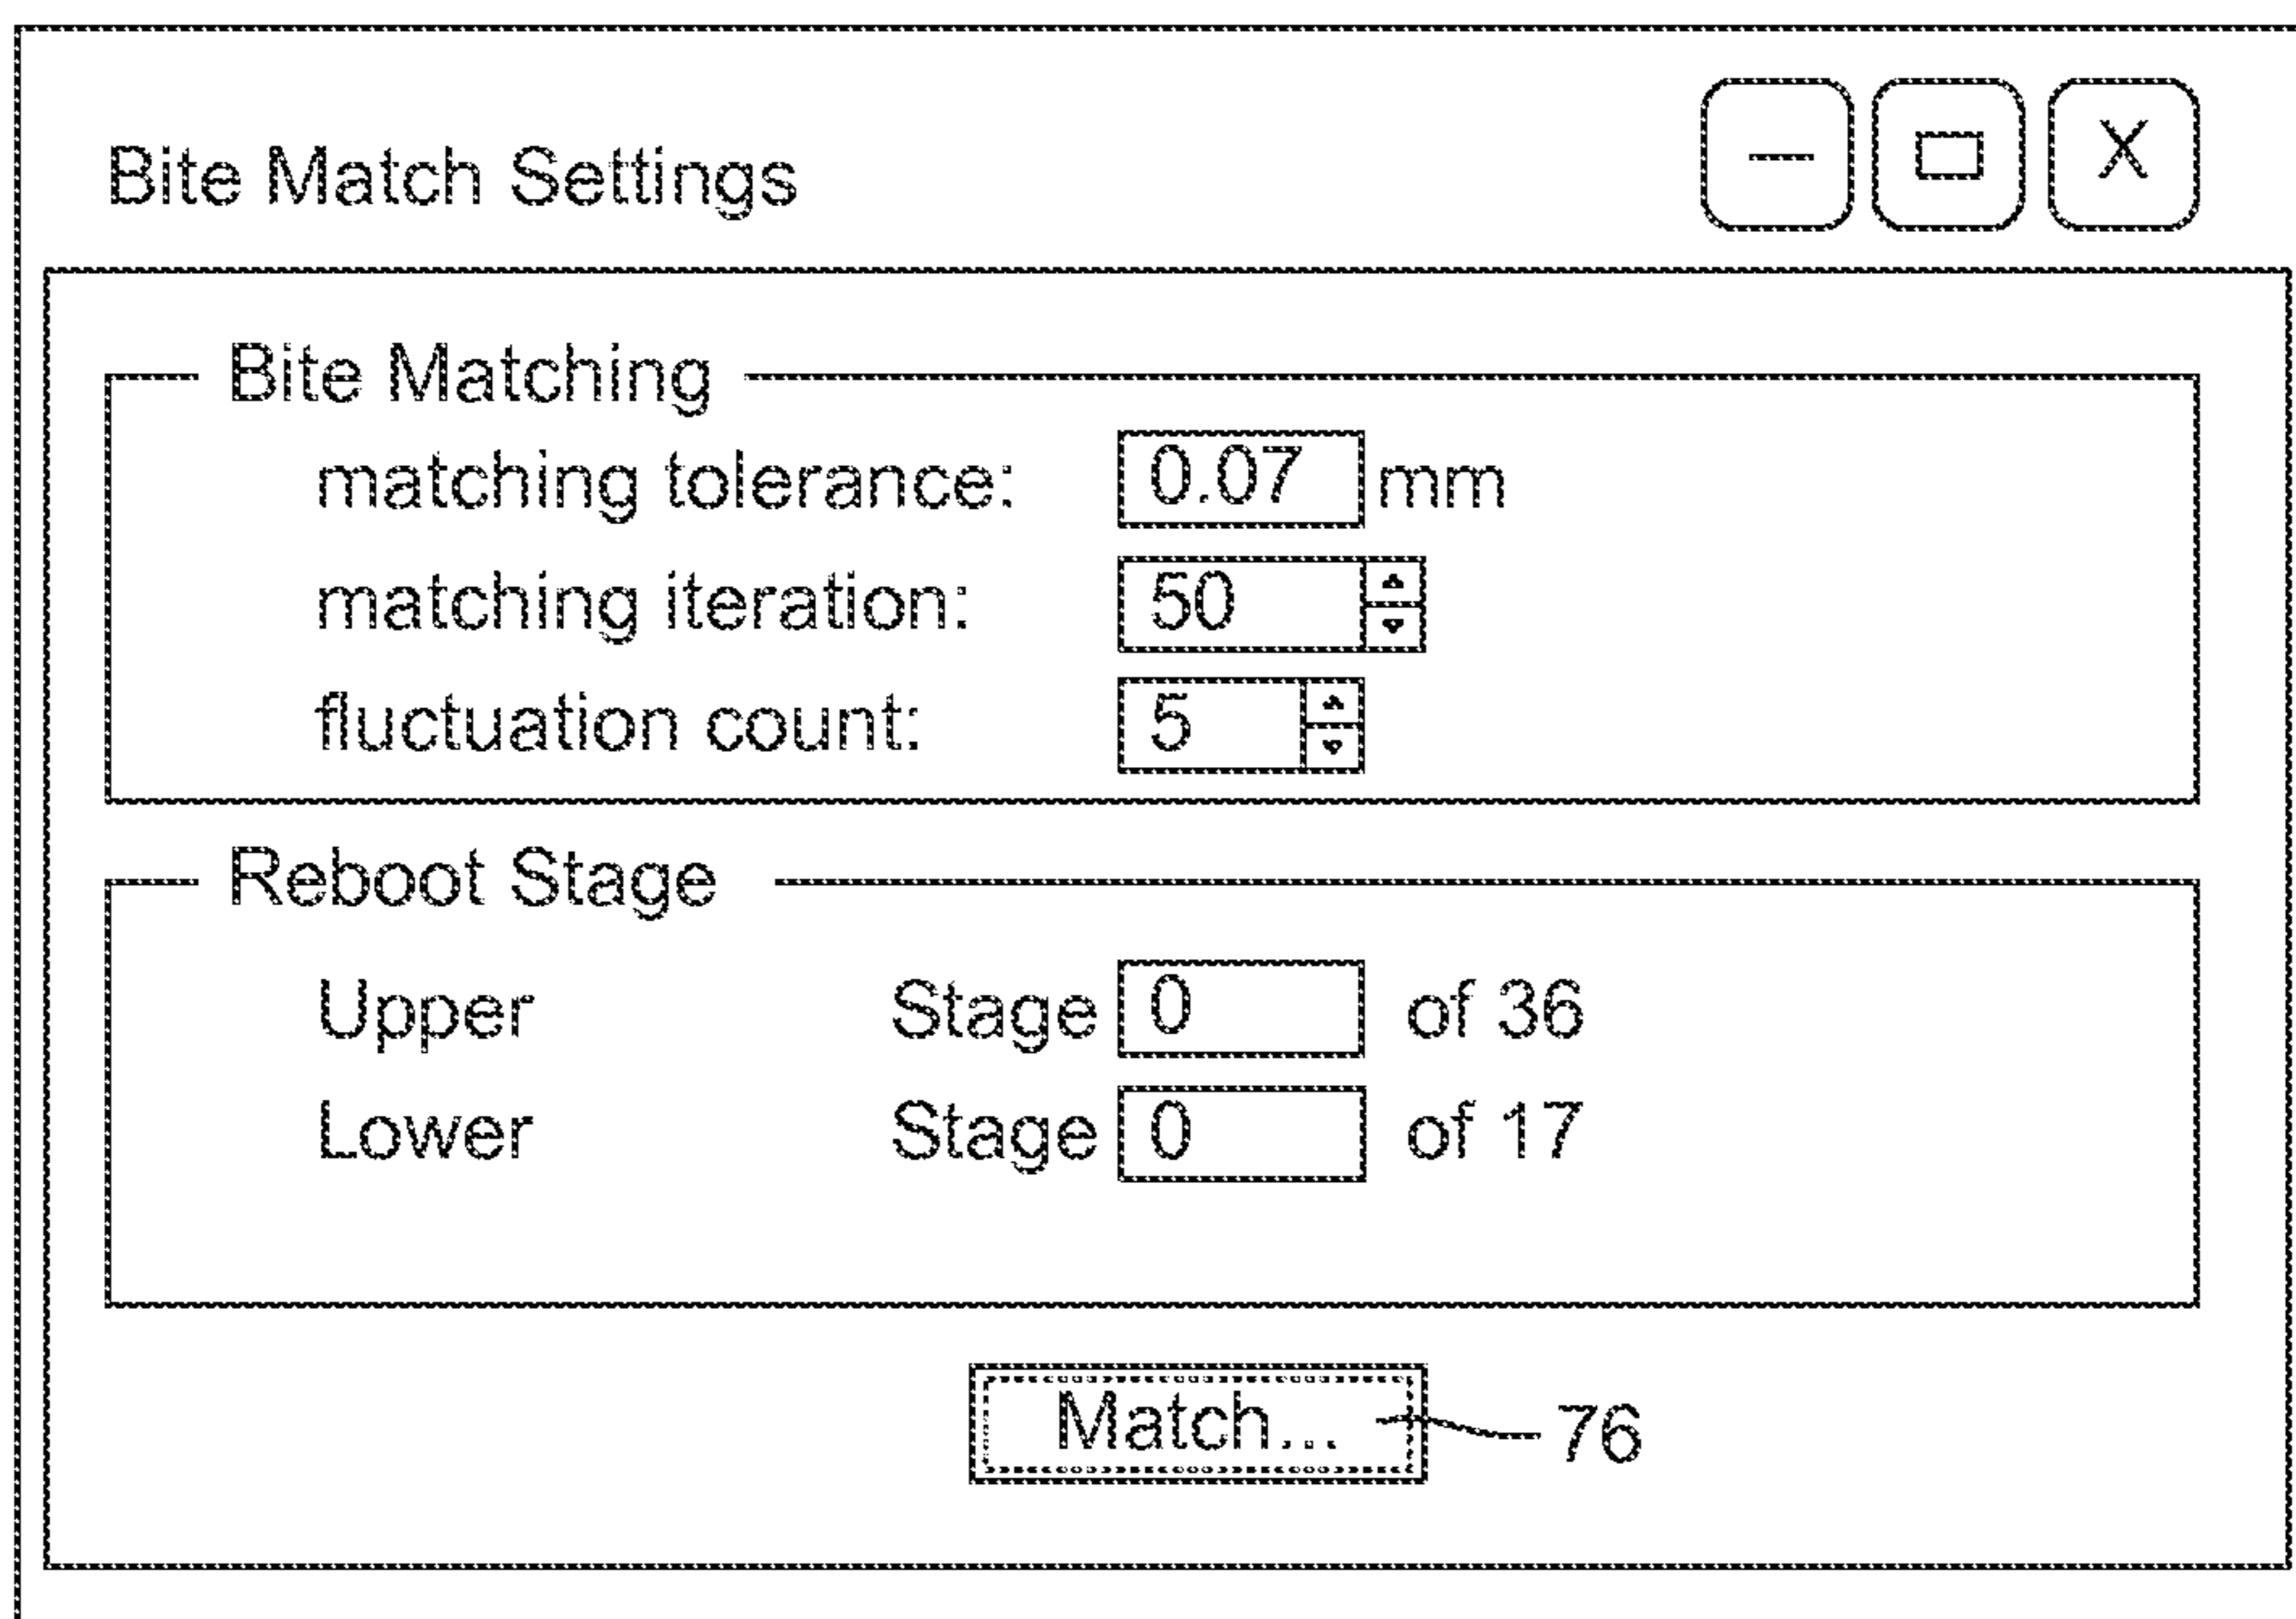 Bite Match Settings
X
Bite Matching
matching tolerance: 0.07 mm
matching iteration: 50
fluctuation count: 5
Reboot Stage
Upper Stage 0 of 36
Lower Stage 0 of 17
Match... 76